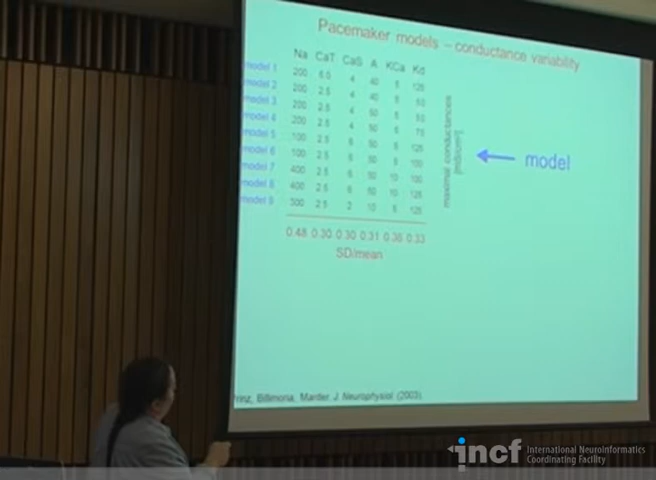 Pacemaker models – conductance variability
Na CaT CaS A KCa Kd
model 1 200 5.0 4 40 5 125
model 2 200 2.5 4 40 5 50
model 3 200 2.5 4 50 5 50
model 4 200 2.5 4 50 5 75
model 5 100 2.5 6 50 5 125
model 6 100 2.5 6 50 5 100
model 7 400 2.5 6 50 10 100
model 8 400 2.5 6 50 10 125
model 9 300 2.5 2 10 5 125
0.48 0.30 0.30 0.31 0.36 0.33
SD/mean
maximal conductances
[mS/cm²]
model
Prinz, Billimoria, Marder, J. Neurophysiol. (2003)
incf International Neuroinformatics
Coordinating Facility